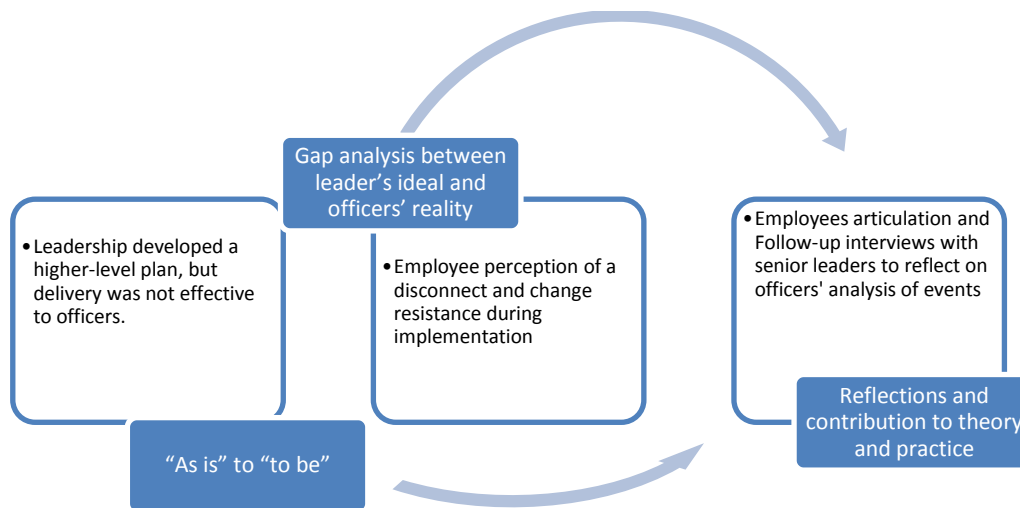 Gap analysis between
leader’s ideal and
officers’ reality
•Leadership developed a
higher-level plan, but
delivery was not effective
to officers.
“As is” to “to be”
•Employee perception of a
disconnect and change
resistance during
implementation
•Employees articulation and
Follow-up interviews with
senior leaders to reflect on
officers' analysis of events
Reflections and
contribution to theory
and practice